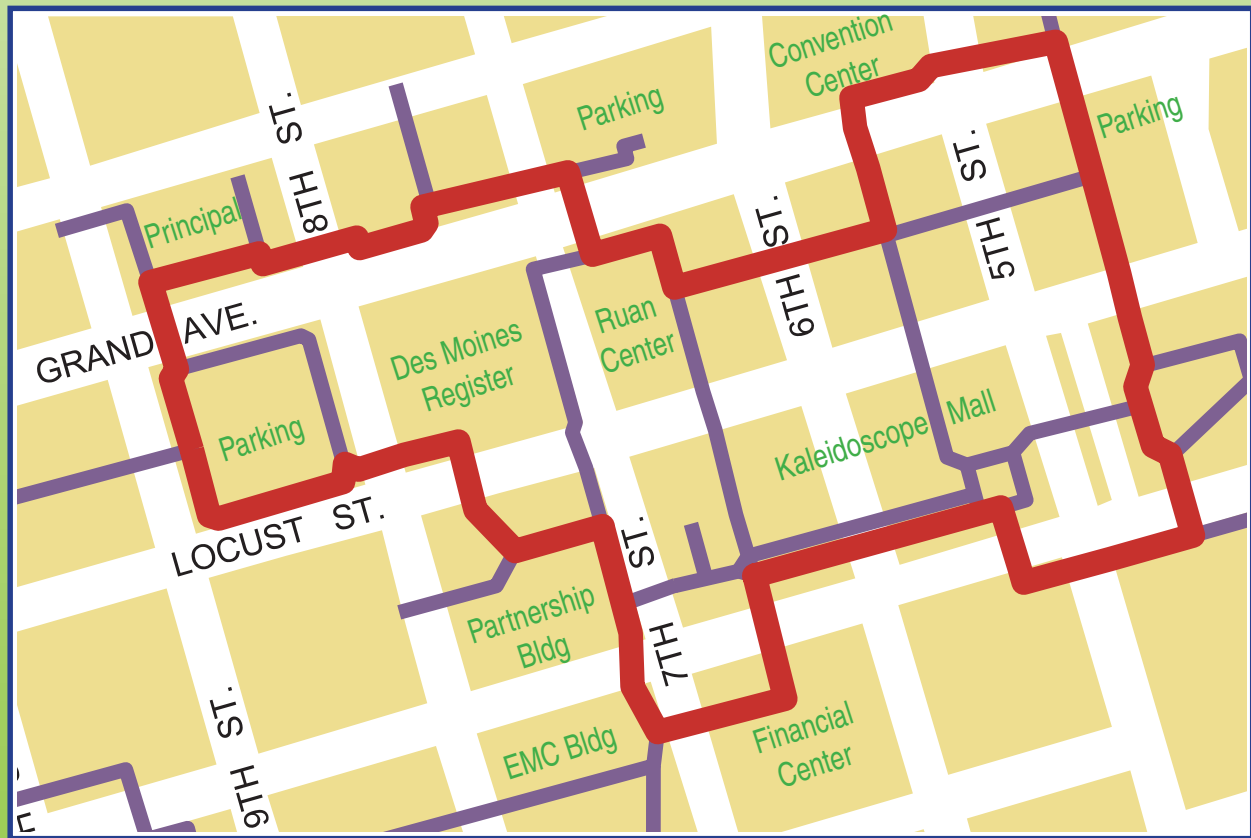 Convention
Center
Parking
Parking
8TH ST.
Principal
5TH ST.
6TH ST.
GRAND AVE.
Ruan
Center
Des Moines
Register
Kaleidoscope Mall
Parking
LOCUST ST.
7TH ST.
Partnership
Bldg
9TH ST.
EMC Bldg
Financial
Center